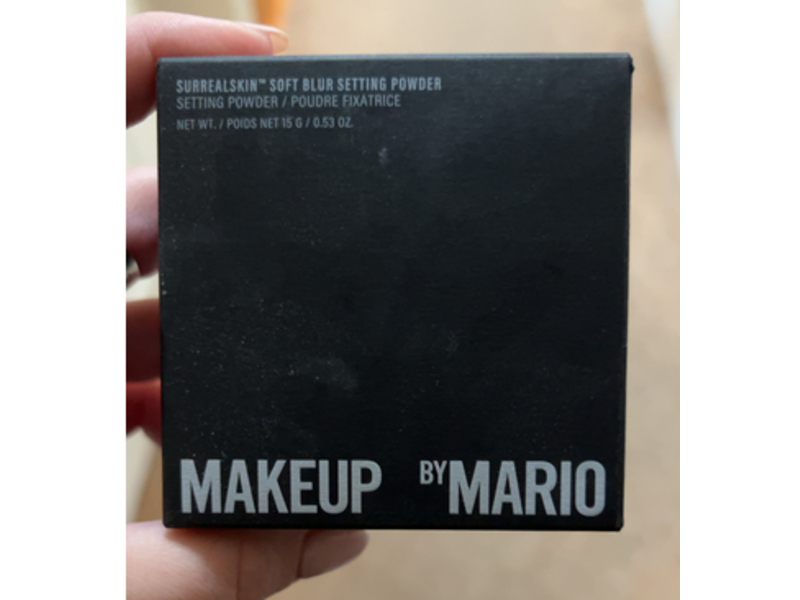 SURREALSKIN™ SOFT BLUR SETTING POWDER
SETTING POWDER / POUDRE FIXATRICE
NET WT. / POIDS NET 15 G / 0.53 OZ.
MAKEUP BY MARIO